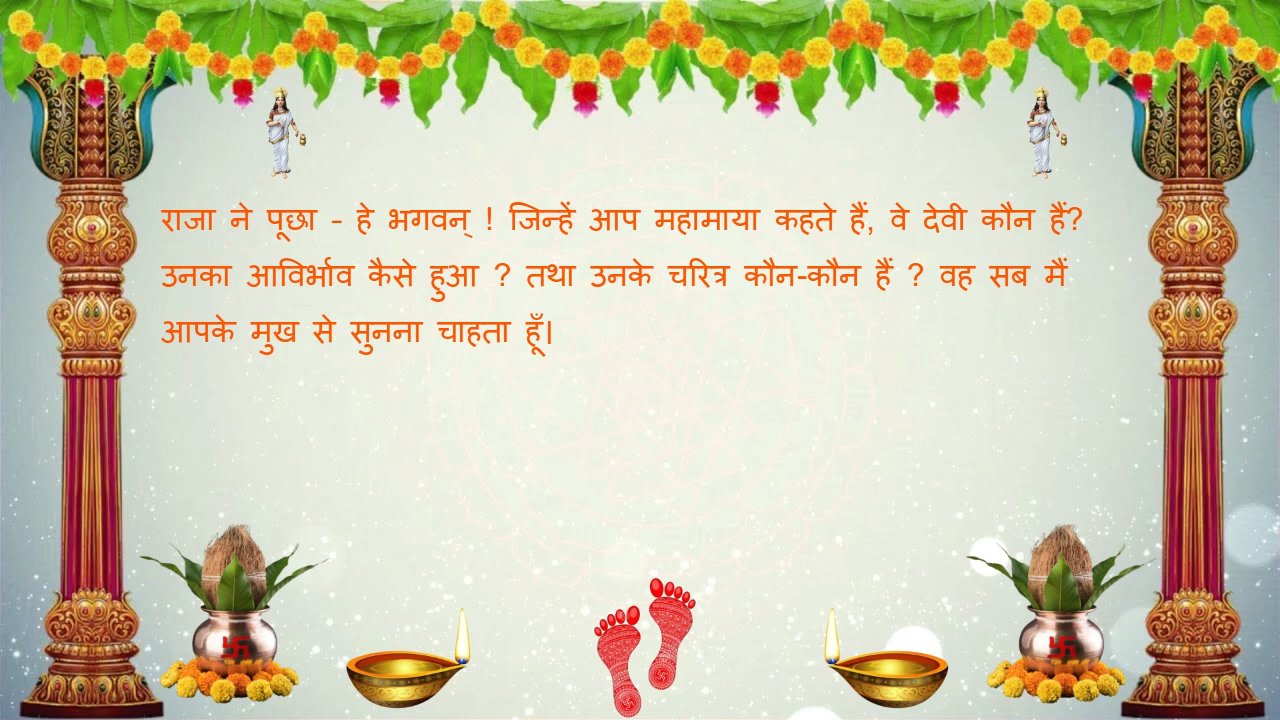 राजा ने पूछा – हे भगवन् ! जिन्हें आप महामाया कहते हैं, वे देवी कौन हैं?
उनका आविर्भाव कैसे हुआ ? तथा उनके चरित्र कौन-कौन हैं ? वह सब मैं
आपके मुख से सुनना चाहता हूँ।